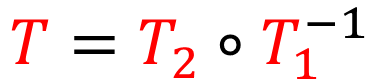 T = T₂ ∘ T₁⁻¹